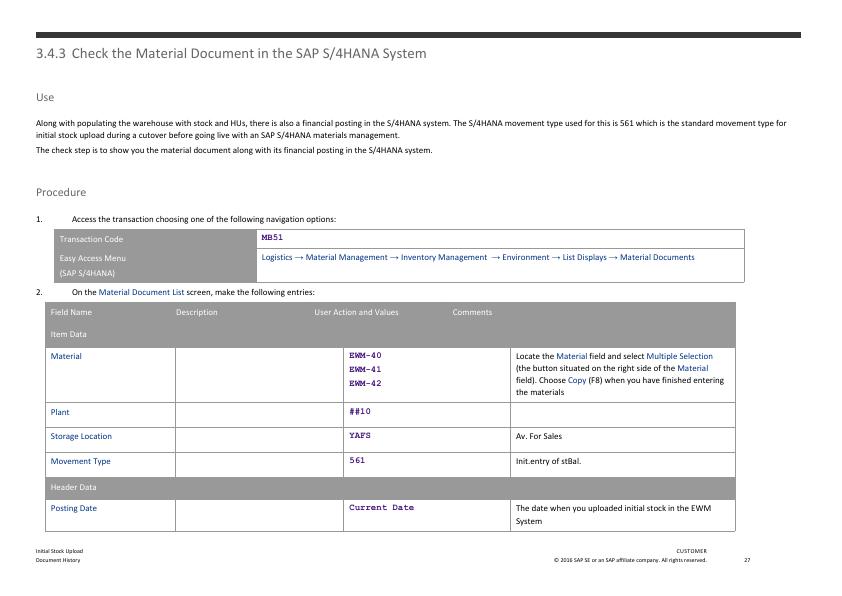 3.4.3 Check the Material Document in the SAP S/4HANA System
Use
Along with populating the warehouse with stock and HUs, there is also a financial posting in the S/4HANA system. The S/4HANA movement type used for this is 561 which is the standard movement type for
initial stock upload during a cutover before going live with an SAP S/4HANA materials management.
The check step is to show you the material document along with its financial posting in the S/4HANA system.
Procedure
1. Access the transaction choosing one of the following navigation options:
Transaction Code MB51
Easy Access Menu Logistics → Material Management → Inventory Management → Environment → List Displays → Material Documents
(SAP S/4HANA)
2. On the Material Document List screen, make the following entries:
Field Name Description User Action and Values Comments
Item Data
Material EWM-40 Locate the Material field and select Multiple Selection
EWM-41 (the button situated on the right side of the Material
EWM-42 field). Choose Copy (F8) when you have finished entering
the materials
Plant ##10
Storage Location YAFS Av. For Sales
Movement Type 561 Init.entry of stBal.
Header Data
Posting Date Current Date The date when you uploaded initial stock in the EWM
System
Initial Stock Upload CUSTOMER
Document History © 2016 SAP SE or an SAP affiliate company. All rights reserved. 27